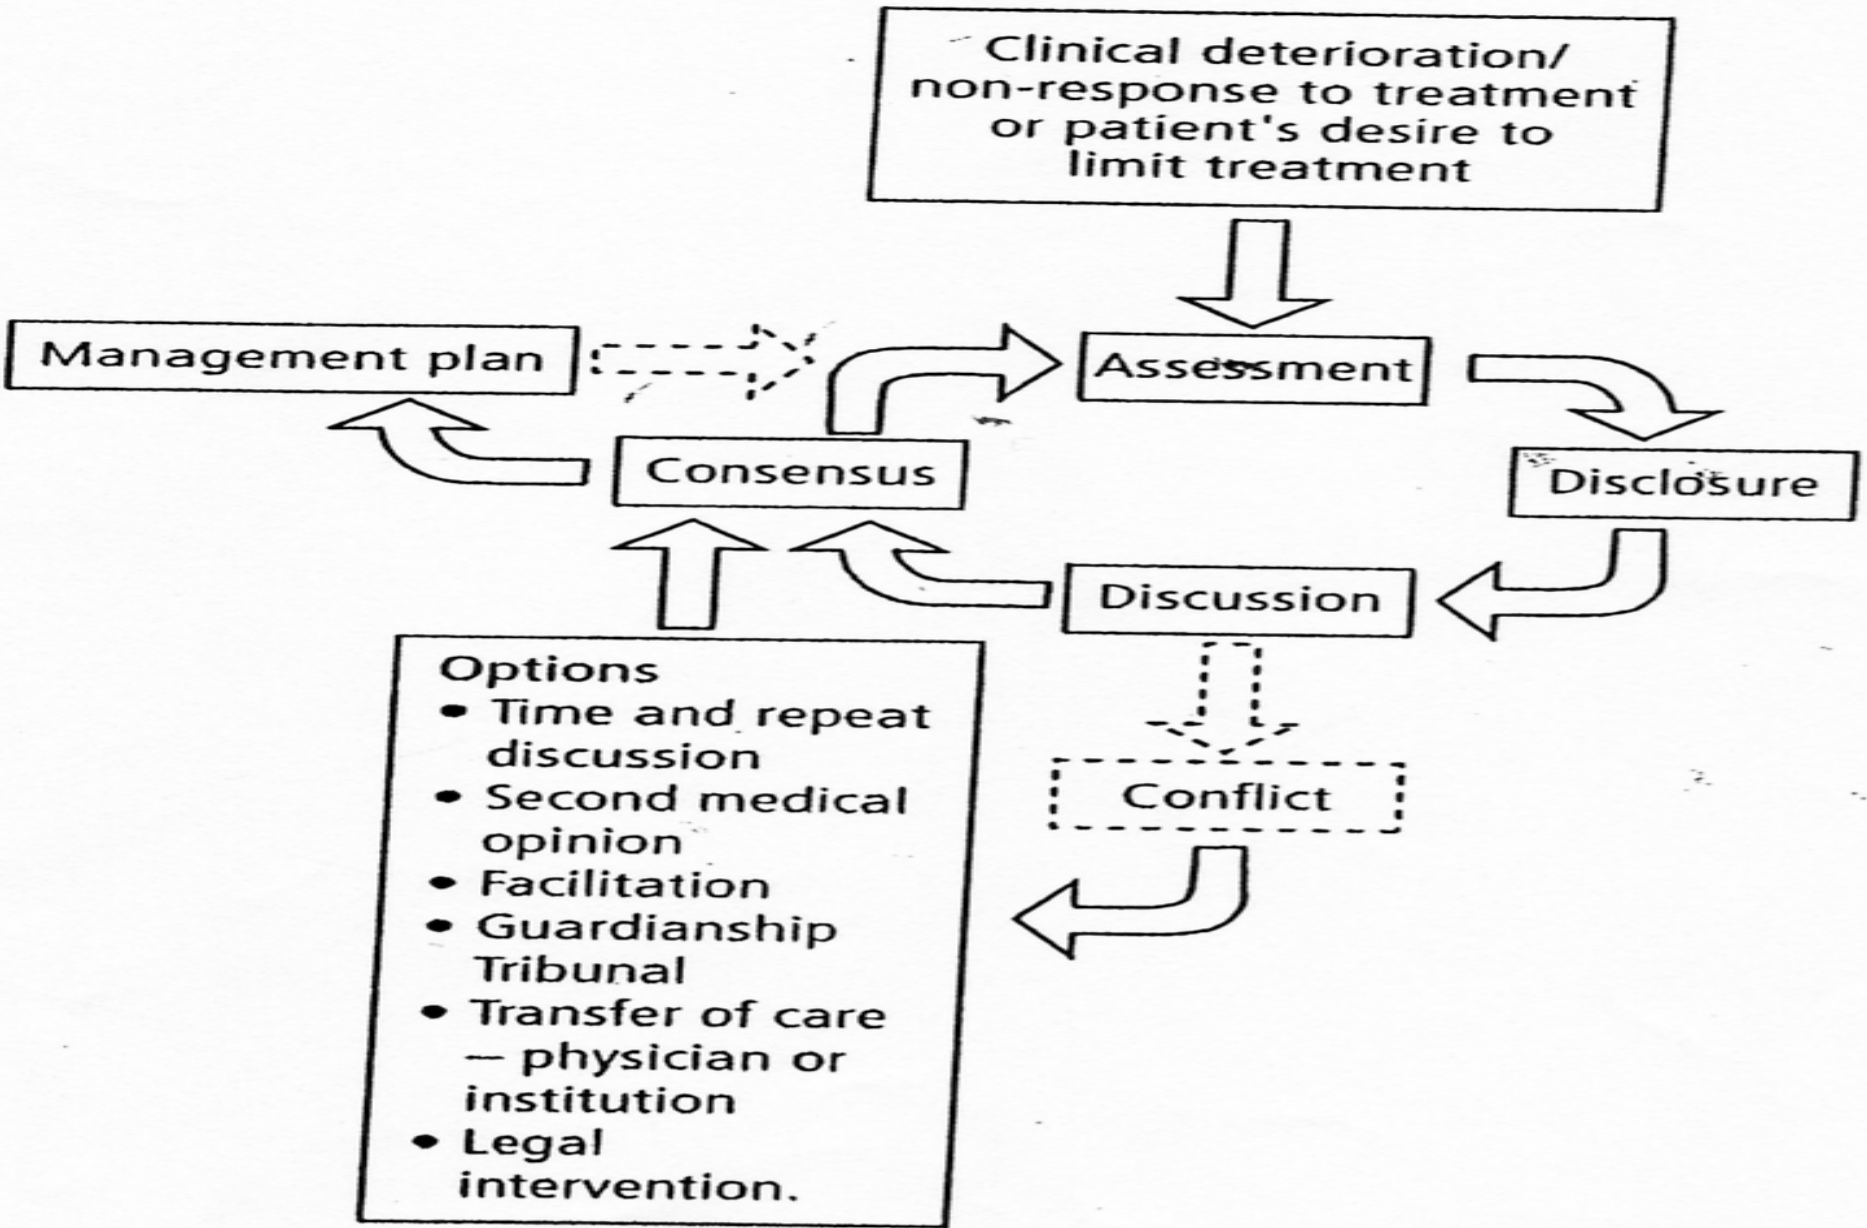 Clinical deterioration/
non-response to treatment
or patient's desire to
limit treatment
Management plan
Assessment
Consensus
Disclosure
Discussion
Options
• Time and repeat
discussion
• Second medical
opinion
• Facilitation
• Guardianship
Tribunal
• Transfer of care
— physician or
institution
• Legal
intervention.
Conflict